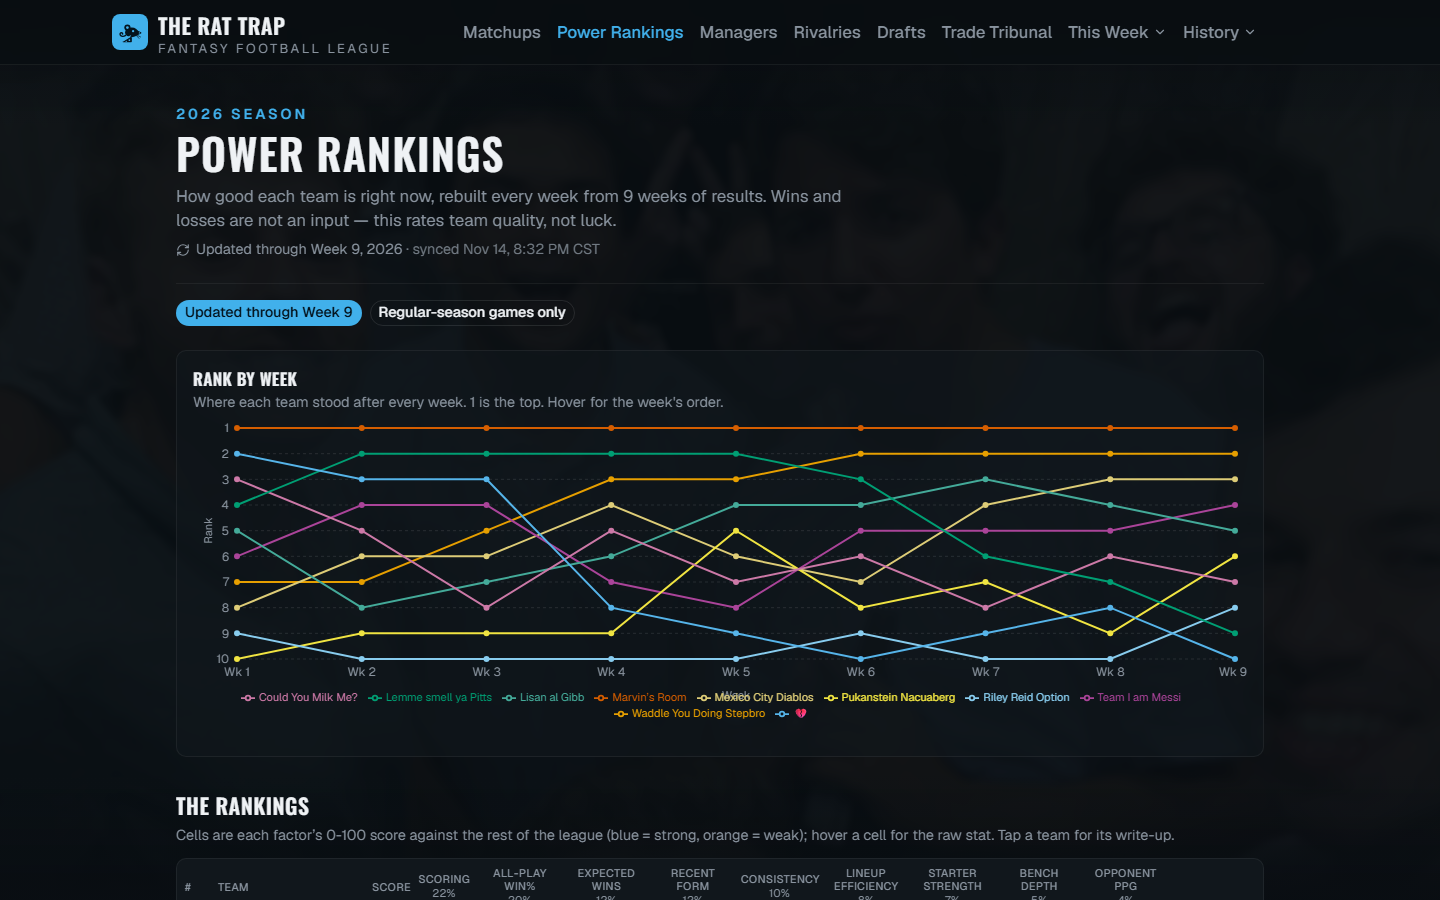 THE RAT TRAP
FANTASY FOOTBALL LEAGUE
Matchups Power Rankings Managers Rivalries Drafts Trade Tribunal This Week History
2026 SEASON
POWER RANKINGS
How good each team is right now, rebuilt every week from 9 weeks of results. Wins and
losses are not an input — this rates team quality, not luck.
Updated through Week 9, 2026 · synced Nov 14, 8:32 PM CST
Updated through Week 9 Regular-season games only
RANK BY WEEK
Where each team stood after every week. 1 is the top. Hover for the week's order.
1
2
3
4
5
6
7
8
9
10
Rank
Wk 1 Wk 2 Wk 3 Wk 4 Wk 5 Wk 6 Wk 7 Wk 8 Wk 9
Week
Could You Milk Me? Lemme smell ya Pitts Lisan al Gibb Marvin's Room Mexico City Diablos Pukanstein Nacuaberg Riley Reid Option Team I am Messi
Waddle You Doing Stepbro 💔
THE RANKINGS
Cells are each factor's 0-100 score against the rest of the league (blue = strong, orange = weak); hover a cell for the raw stat. Tap a team for its write-up.
# TEAM SCORE SCORING 22% ALL-PLAY WIN% 20% EXPECTED WINS 12% RECENT FORM 12% CONSISTENCY 10% LINEUP EFFICIENCY 8% STARTER STRENGTH 7% BENCH DEPTH 5% OPPONENT PPG 4%